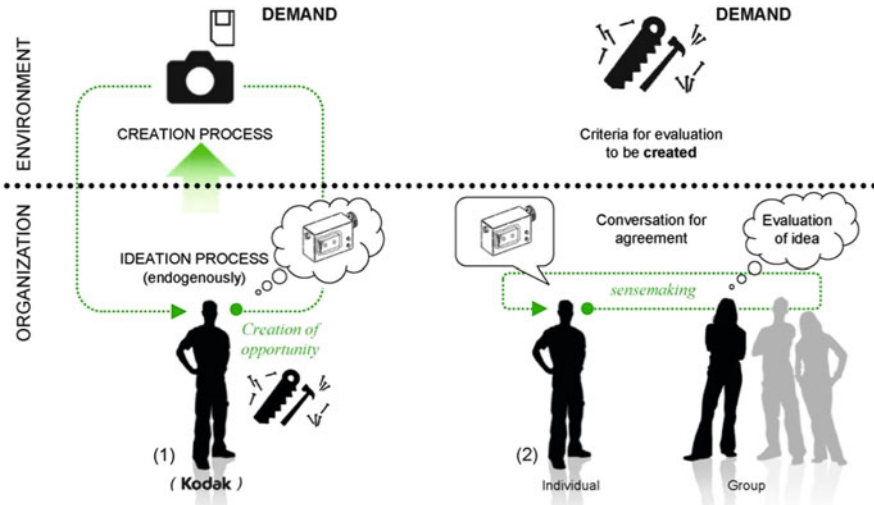 DEMAND
DEMAND
ENVIRONMENT
CREATION PROCESS
Criteria for evaluation
to be created
ORGANIZATION
IDEATION PROCESS
(endogenously)
Creation of
opportunity
(1)
( Kodak )
Conversation for
agreement
Evaluation
of idea
sensemaking
(2)
Individual
Group